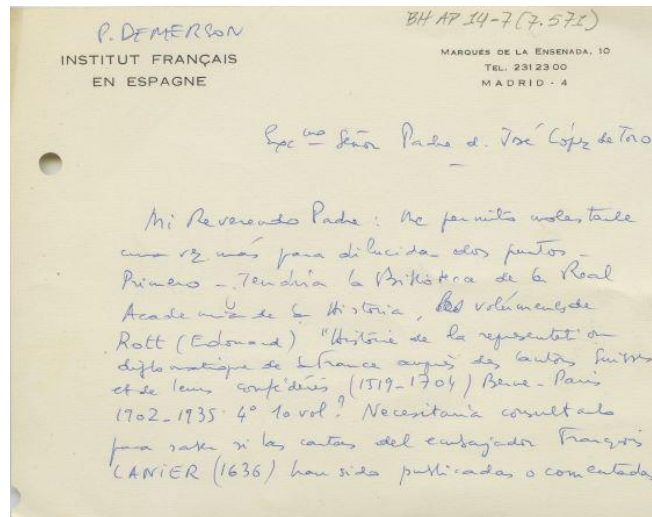 P. DEMERSON
BH AP 14-7 (7.571)
INSTITUT FRANÇAIS
EN ESPAGNE
MARQUÉS DE LA ENSENADA, 10
TEL. 231 23 00
MADRID - 4
Excmo Señor Padre d. José López de Toro
Mi Reverendo Padre : Me permito molestarle
una vez más para dilucidar dos puntos -
Primero - Tendría la Biblioteca de la Real
Academia de la Historia, los volúmenes de
Rott (Edouard) "Histoire de la representation
diplomatique de la France auprès des cantons Suisses
et de leurs confédérés (1519-1704) Berne - Paris
1902-1935 4° 10 vol? Necesitaría consultarlo
para saber si las cartas del embajador François
LANIER (1636) han sido publicadas o comentadas